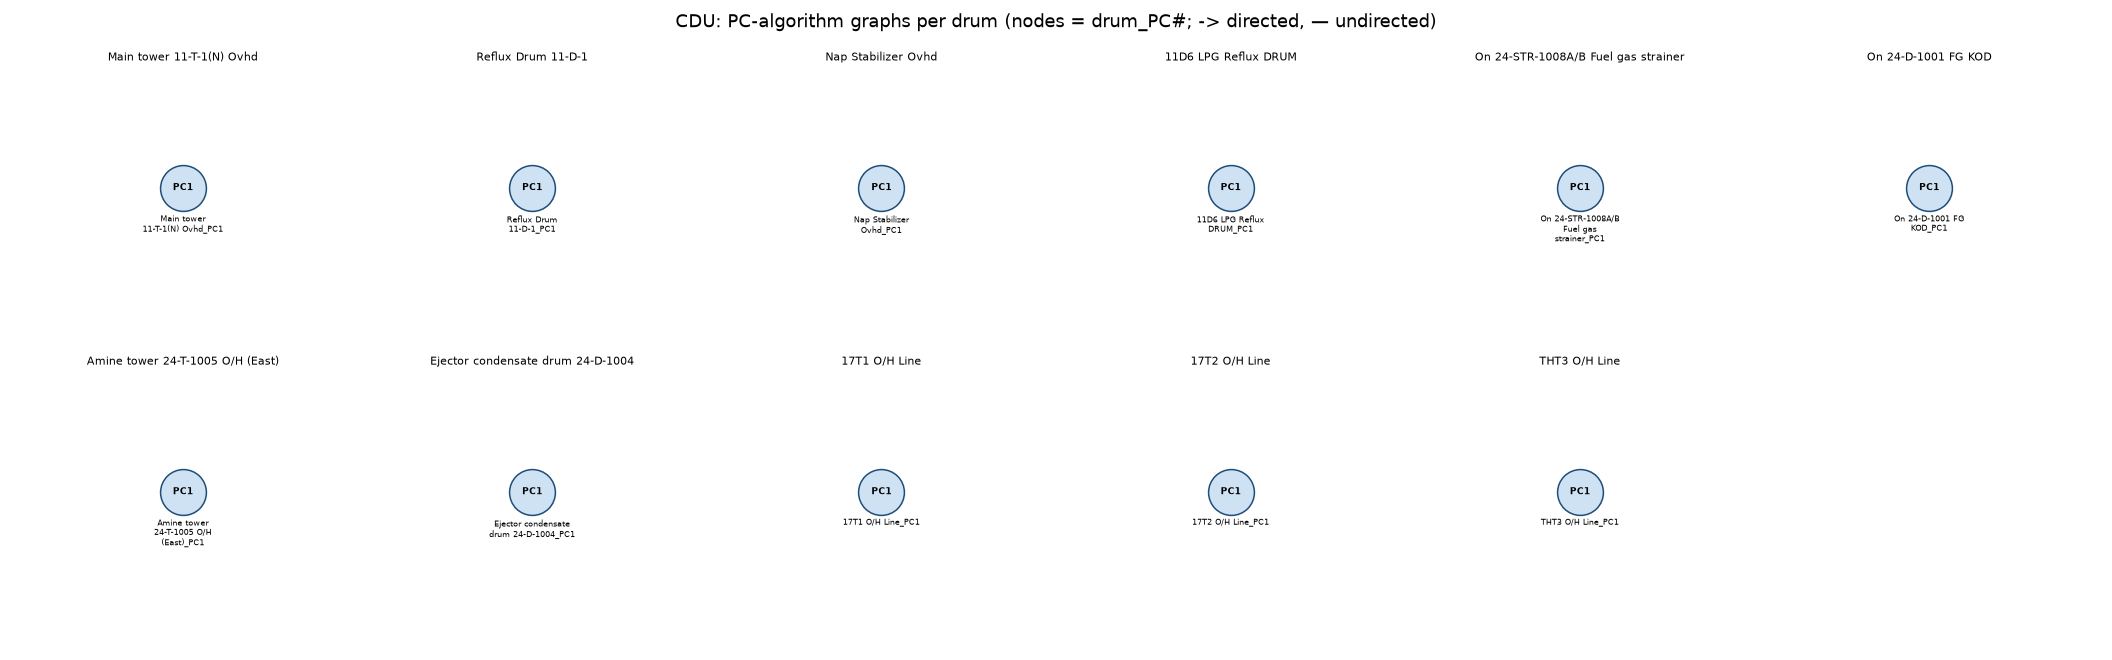 CDU: PC-algorithm graphs per drum (nodes = drum_PC#; -> directed, — undirected)
Main tower 11-T-1(N) Ovhd
Reflux Drum 11-D-1
Nap Stabilizer Ovhd
11D6 LPG Reflux DRUM
On 24-STR-1008A/B Fuel gas strainer
On 24-D-1001 FG KOD
PC1
Main tower
11-T-1(N) Ovhd_PC1
PC1
Reflux Drum
11-D-1_PC1
PC1
Nap Stabilizer
Ovhd_PC1
PC1
11D6 LPG Reflux
DRUM_PC1
PC1
On 24-STR-1008A/B
Fuel gas
strainer_PC1
PC1
On 24-D-1001 FG
KOD_PC1
Amine tower 24-T-1005 O/H (East)
Ejector condensate drum 24-D-1004
17T1 O/H Line
17T2 O/H Line
THT3 O/H Line
PC1
Amine tower
24-T-1005 O/H
(East)_PC1
PC1
Ejector condensate
drum 24-D-1004_PC1
PC1
17T1 O/H Line_PC1
PC1
17T2 O/H Line_PC1
PC1
THT3 O/H Line_PC1